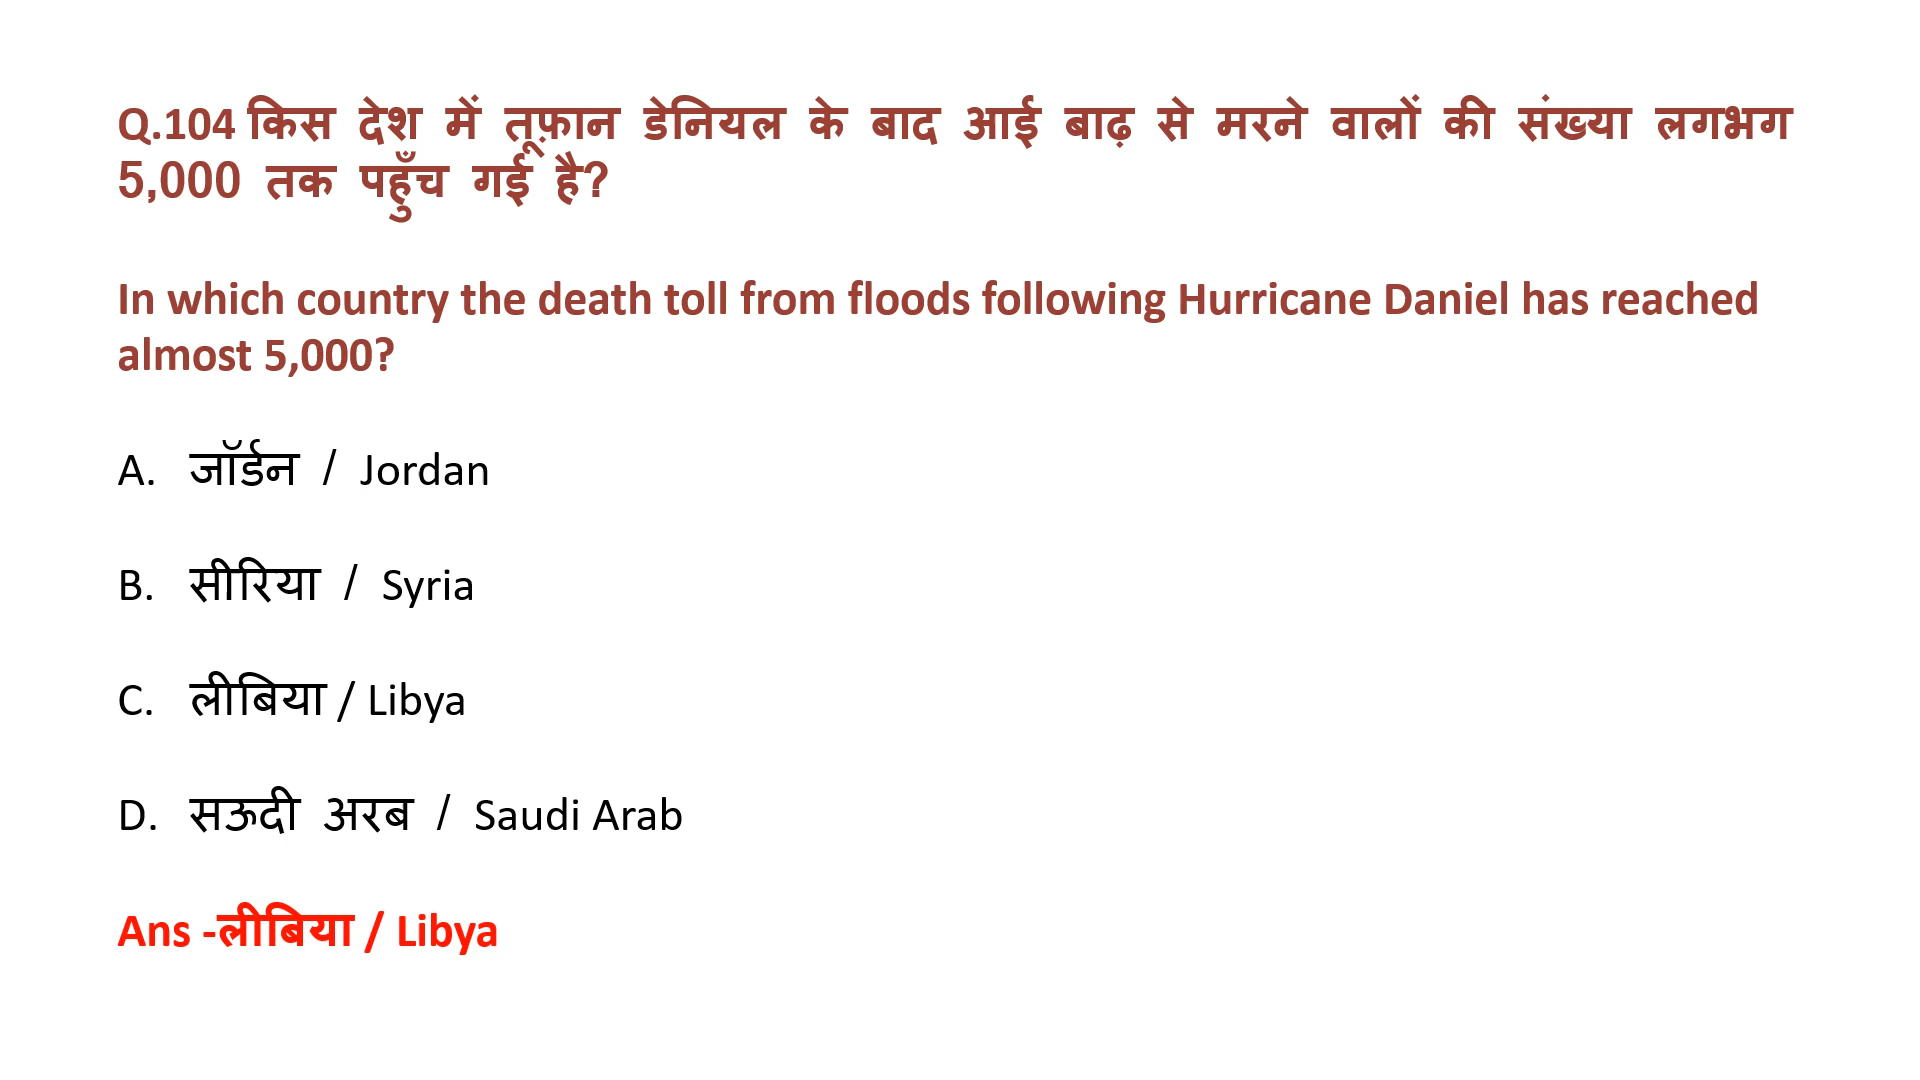 Q.104 किस देश में तूफ़ान डेनियल के बाद आई बाढ़ से मरने वालों की संख्या लगभग
5,000 तक पहुँच गई है?
In which country the death toll from floods following Hurricane Daniel has reached
almost 5,000?
A. जॉर्डन / Jordan
B. सीरिया / Syria
C. लीबिया / Libya
D. सऊदी अरब / Saudi Arab
Ans -लीबिया / Libya